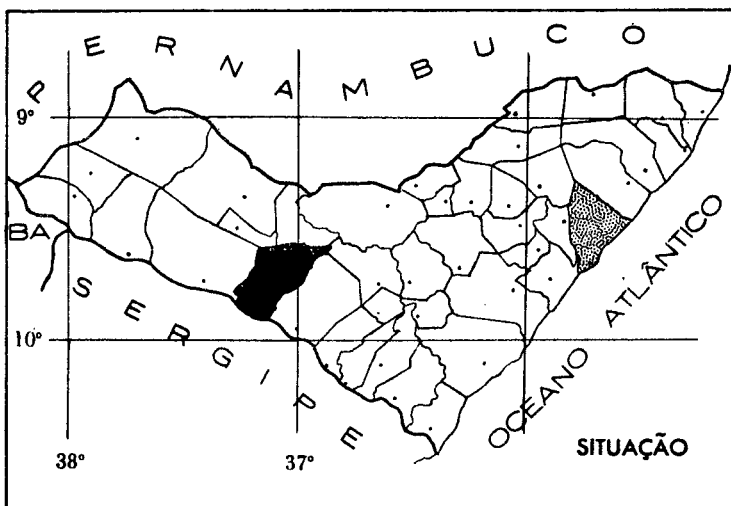 PERNAMBUCO
9°
BA
SERGIPE
OCEANO ATLÂNTICO
10°
38°
37°
SITUAÇÃO